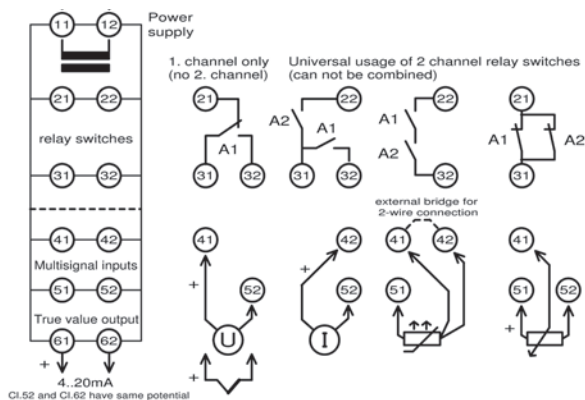 11 12 Power
supply
1. channel only
(no 2. channel)
Universal usage of 2 channel relay switches
(can not be combined)
21 22
relay switches
31 32
21
A1
31 32
22
A2
A1
31 32
22
A1
A2
32
21
A1 A2
31
external bridge for
2-wire connection
41 42
Multisignal inputs
51 52
True value output
61 62
+
4..20mA
Cl.52 and Cl.62 have same potential
41
+
52
U
42
+
52
I
41 42
51
41
51 52
+